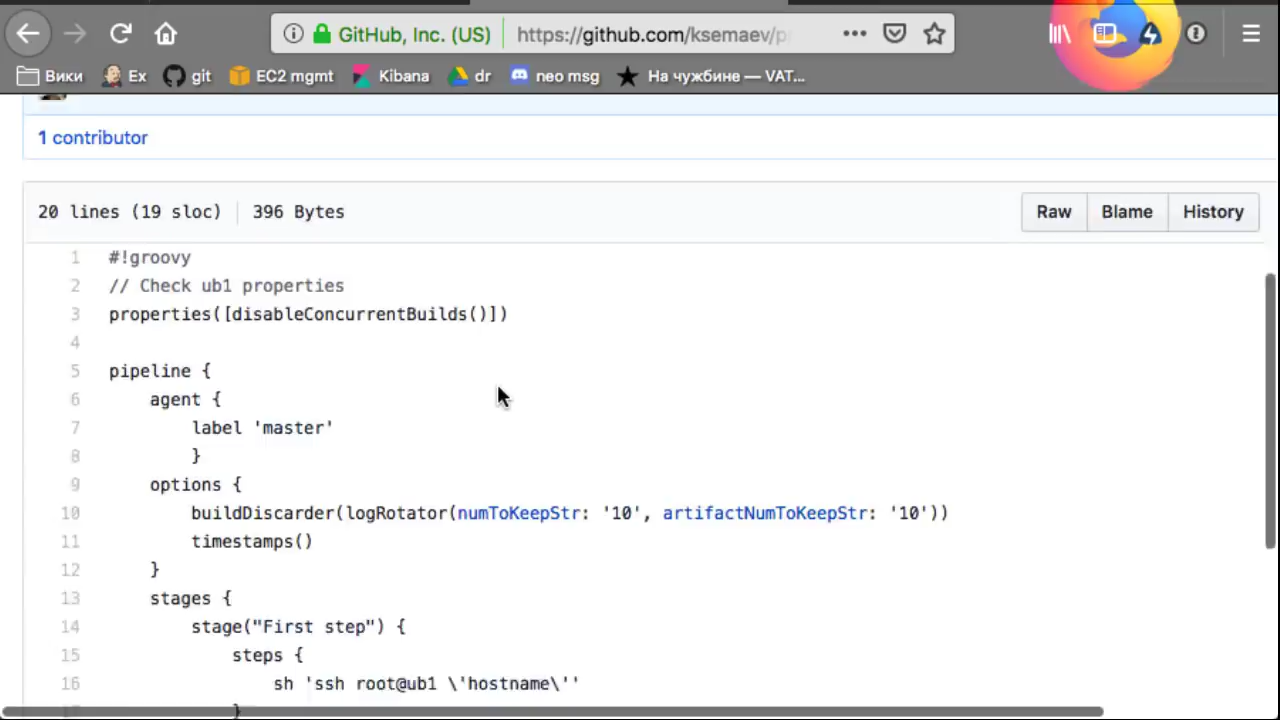 GitHub, Inc. (US) https://github.com/ksemaev/p
Вики Ex git EC2 mgmt Kibana dr neo msg На чужбине — VAT...
1 contributor
20 lines (19 sloc) 396 Bytes Raw Blame History
1 #!groovy
2 // Check ub1 properties
3 properties([disableConcurrentBuilds()])
4
5 pipeline {
6 agent {
7 label 'master'
8 }
9 options {
10 buildDiscarder(logRotator(numToKeepStr: '10', artifactNumToKeepStr: '10'))
11 timestamps()
12 }
13 stages {
14 stage("First step") {
15 steps {
16 sh 'ssh root@ub1 \'hostname\''
}